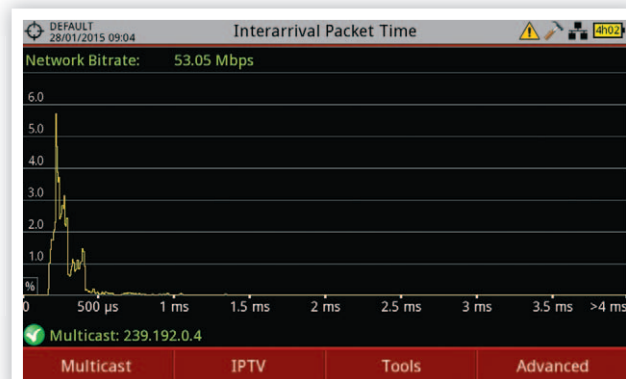 DEFAULT
28/01/2015 09:04
Interarrival Packet Time
4h02
Network Bitrate: 53.05 Mbps
6.0
5.0
4.0
3.0
2.0
1.0
%
0 500 µs 1 ms 1.5 ms 2 ms 2.5 ms 3 ms 3.5 ms >4 ms
Multicast: 239.192.0.4
Multicast IPTV Tools Advanced